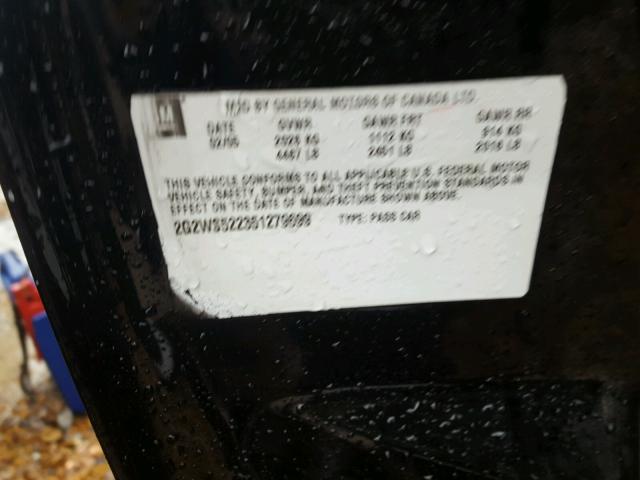 GM
MFD BY GENERAL MOTORS OF CANADA LTD.
DATE GVWR GAWR FRT GAWR RR
02/05 2026 KG 1112 KG 914 KG
4467 LB 2451 LB 2016 LB
THIS VEHICLE CONFORMS TO ALL APPLICABLE U.S. FEDERAL MOTOR
VEHICLE SAFETY, BUMPER, AND THEFT PREVENTION STANDARDS IN
EFFECT ON THE DATE OF MANUFACTURE SHOWN ABOVE.
2G2WS522351279699 TYPE: PASS CAR